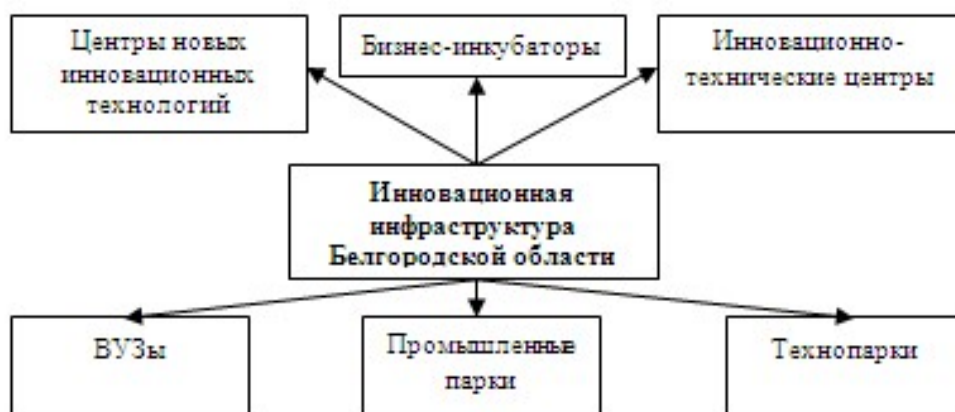 Центры новых
инновационных
технологий
Бизнес-инкубаторы
Инновационно-
технические центры
Инновационная
инфраструктура
Белгородской области
ВУЗы
Промышленные
парки
Технопарки